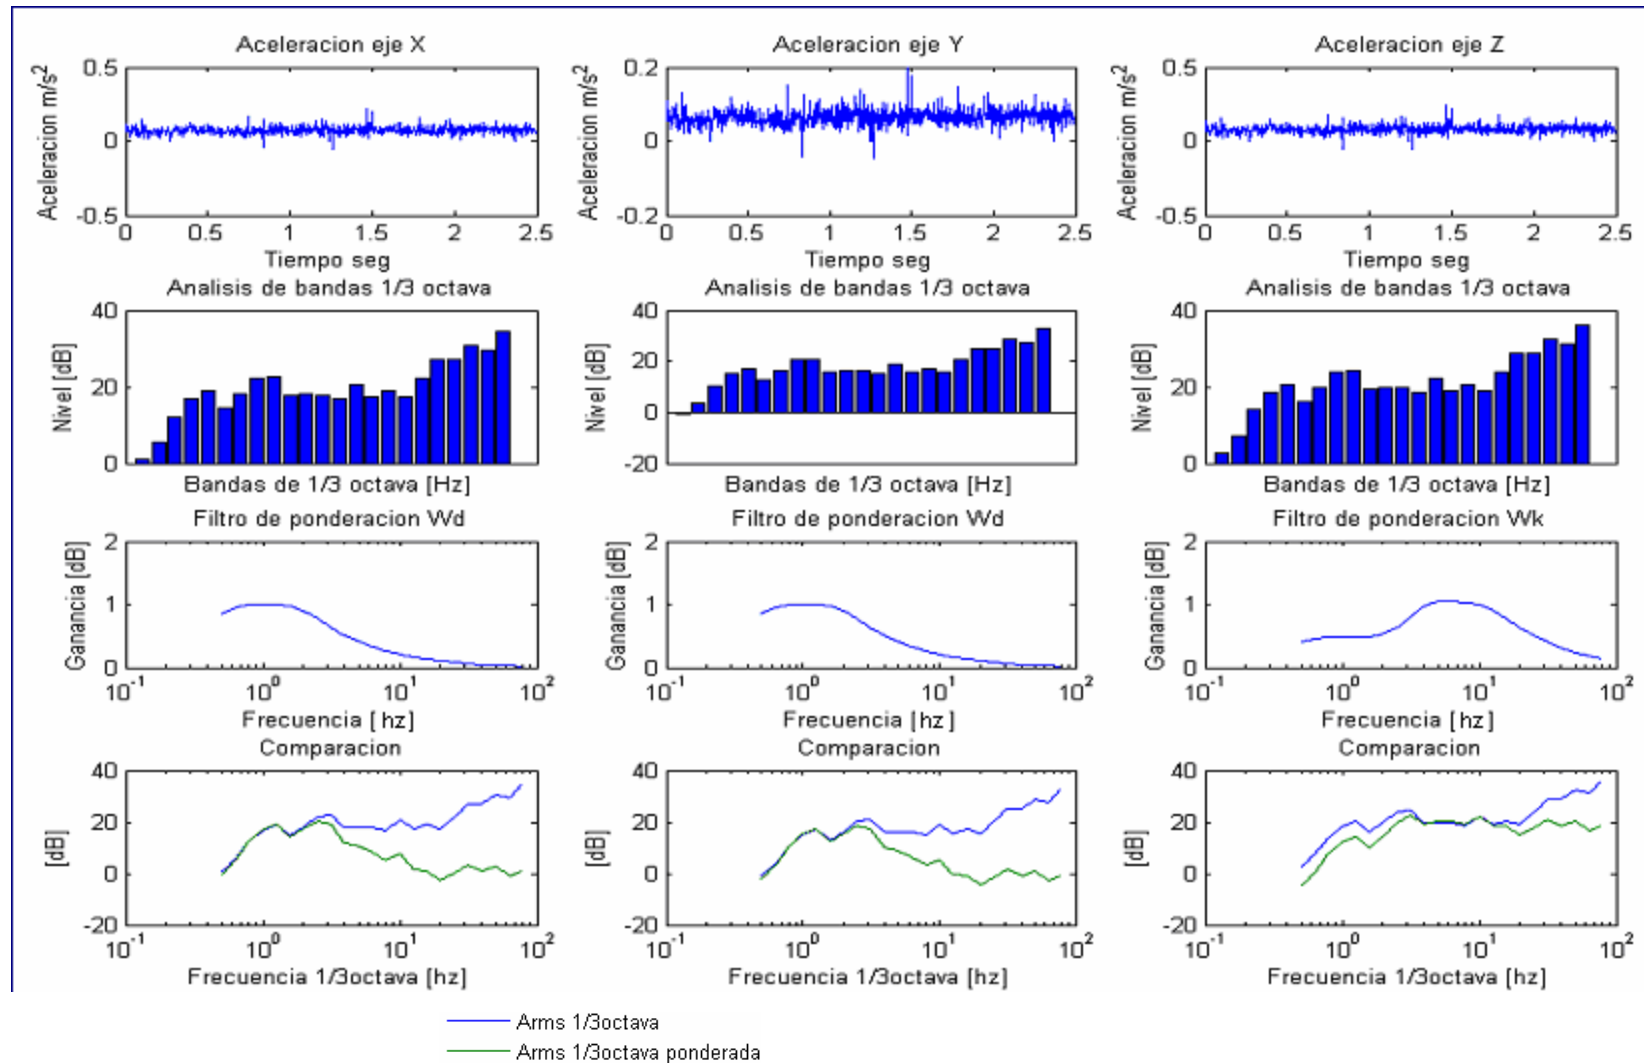 Aceleracion eje X
Aceleracion m/s2
0.5
0
-0.5
0 0.5 1 1.5 2 2.5
Tiempo seg
Aceleracion eje Y
Aceleracion m/s2
0.2
0
-0.2
0 0.5 1 1.5 2 2.5
Tiempo seg
Aceleracion eje Z
Aceleracion m/s2
0.5
0
-0.5
0 0.5 1 1.5 2 2.5
Tiempo seg
Analisis de bandas 1/3 octava
Nivel [dB]
40
20
0
Bandas de 1/3 octava [Hz]
Analisis de bandas 1/3 octava
Nivel [dB]
40
20
0
-20
Bandas de 1/3 octava [Hz]
Analisis de bandas 1/3 octava
Nivel [dB]
40
20
0
Bandas de 1/3 octava [Hz]
Filtro de ponderacion Wd
Ganancia [dB]
2
1
0
10-1 100 101 102
Frecuencia [ hz]
Filtro de ponderacion Wd
Ganancia [dB]
2
1
0
10-1 100 101 102
Frecuencia [ hz]
Filtro de ponderacion Wk
Ganancia [dB]
2
1
0
10-1 100 101 102
Frecuencia [ hz]
Comparacion
[dB]
40
20
0
-20
10-1 100 101 102
Frecuencia 1/3octava [hz]
Comparacion
[dB]
40
20
0
-20
10-1 100 101 102
Frecuencia 1/3octava [hz]
Comparacion
[dB]
40
20
0
-20
10-1 100 101 102
Frecuencia 1/3octava [hz]
Arms 1/3octava
Arms 1/3octava ponderada